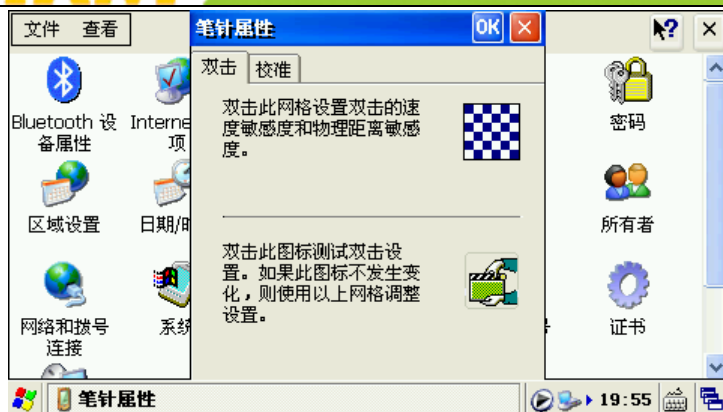 文件 查看
笔针属性 OK
双击 校准
双击此网格设置双击的速
度敏感度和物理距离敏感
度。
双击此图标测试双击设
置。如果此图标不发生变
化，则使用以上网格调整
设置。
Bluetooth 设
备属性
Interne
项
密码
区域设置
日期/时
所有者
网络和拨号
连接
系统
证书
笔针属性
19:55